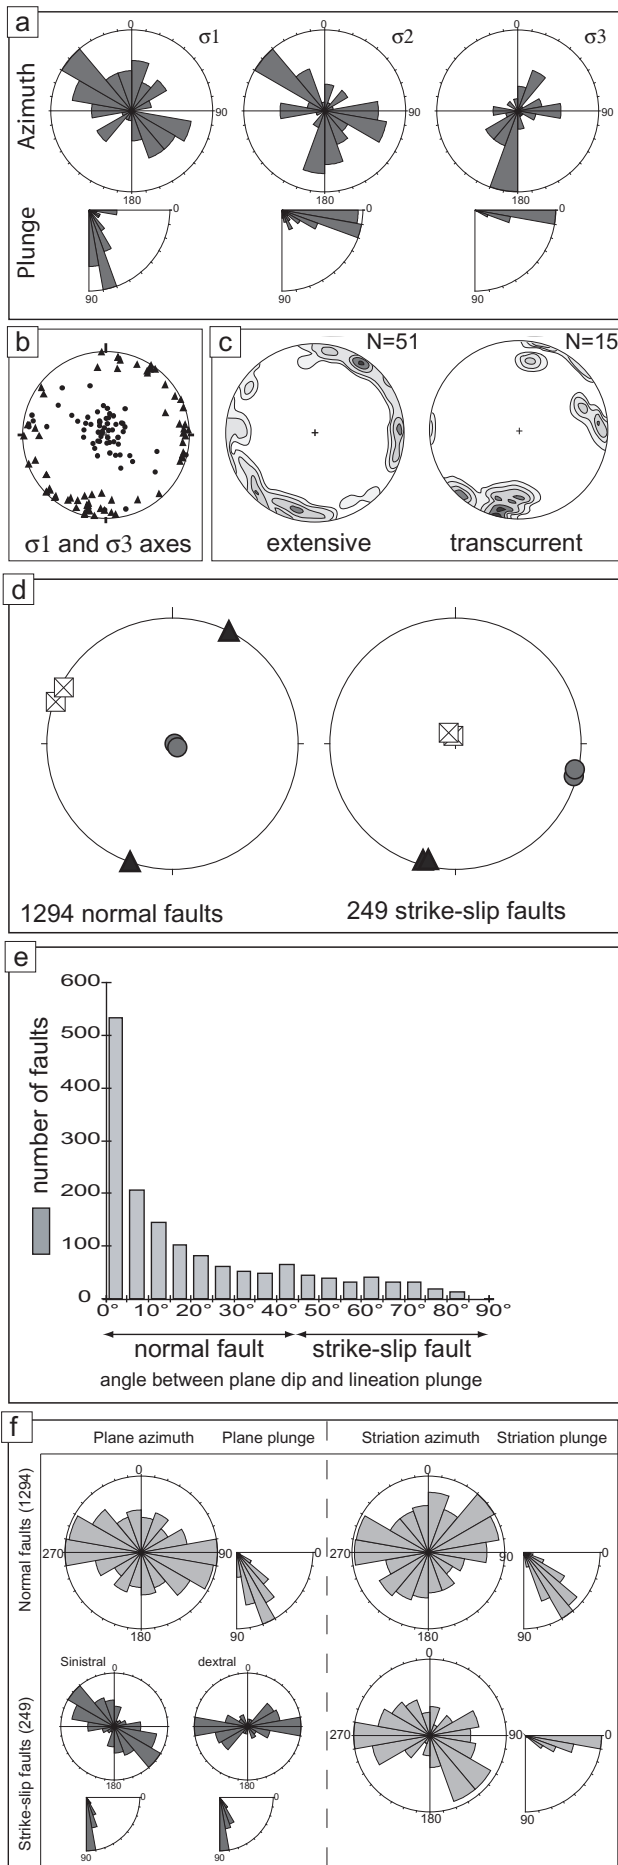 a
σ1
σ2
σ3
Azimuth
0
0
0
90
90
90
180
180
180
Plunge
0
0
0
90
90
90
b
σ1 and σ3 axes
c
N=51
N=15
extensive
transcurrent
d
1294 normal faults
249 strike-slip faults
e
number of faults
600
500
400
300
200
100
0
0° 10° 20° 30° 40° 50° 60° 70° 80° 90°
normal fault
strike-slip fault
angle between plane dip and lineation plunge
f
Plane azimuth
Plane plunge
Striation azimuth
Striation plunge
Normal faults (1294)
0
270
90
180
0
90
0
270
90
180
0
90
Strike-slip faults (249)
Sinistral
0
180
0
90
dextral
0
180
0
90
0
270
90
180
0
90